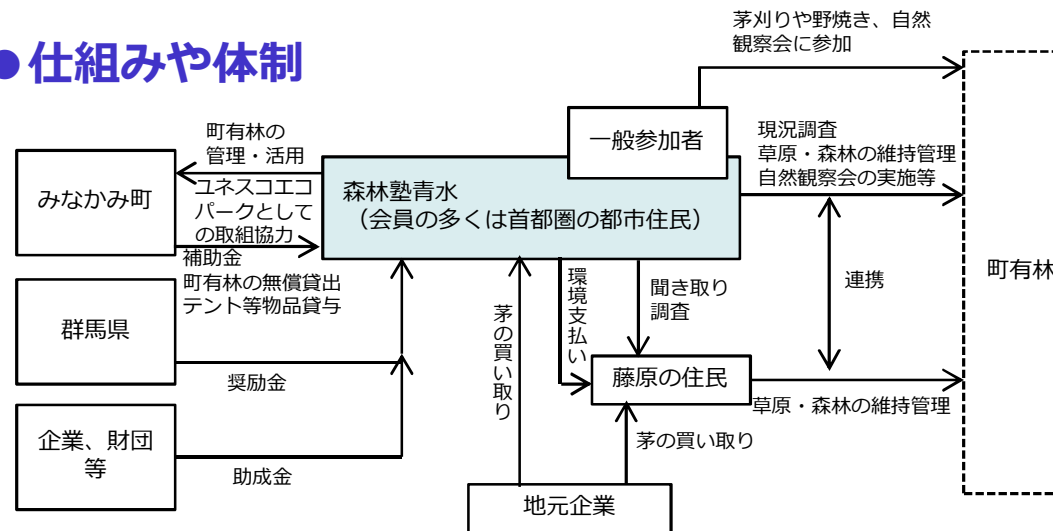 ●仕組みや体制
茅刈りや野焼き、自然
観察会に参加
町有林の
管理・活用
一般参加者
現況調査
草原・森林の維持管理
自然観察会の実施等
みなかみ町
ユネスコエコ
パークとして
の取組協力
森林塾青水
（会員の多くは首都圏の都市住民）
補助金
町有林の無償貸出
テント等物品貸与
町有林
連携
環境支払い
聞き取り
調査
茅の買い取り
群馬県
奨励金
藤原の住民
草原・森林の維持管理
企業、財団
等
助成金
茅の買い取り
地元企業